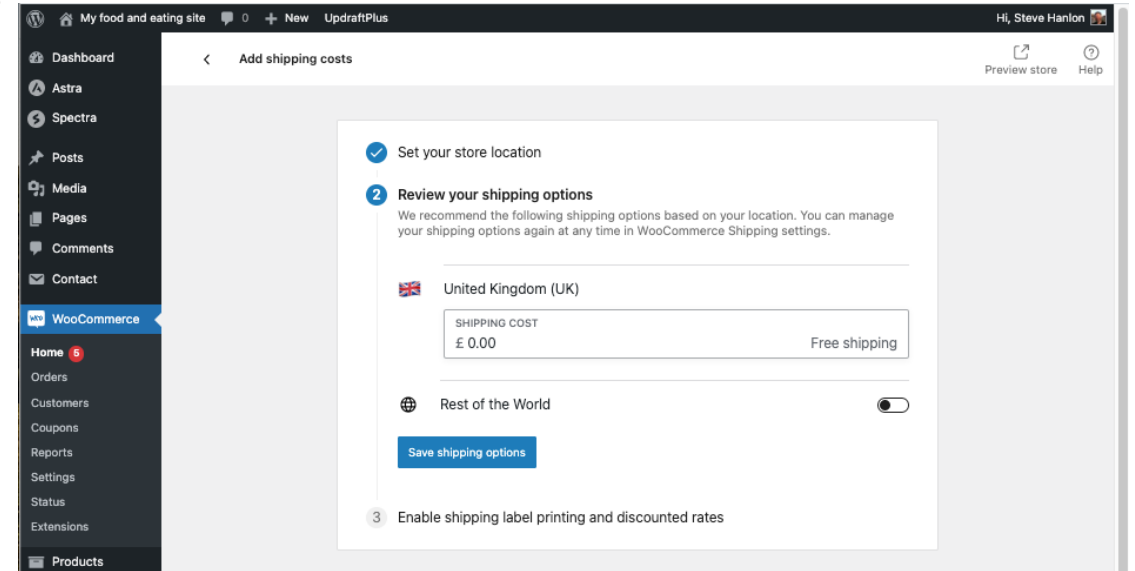 My food and eating site 0 + New UpdraftPlus Hi, Steve Hanlon
Dashboard
Astra
Spectra
Posts
Media
Pages
Comments
Contact
WooCommerce
Home 5
Orders
Customers
Coupons
Reports
Settings
Status
Extensions
Products
Add shipping costs
Preview store
Help
Set your store location
2 Review your shipping options
We recommend the following shipping options based on your location. You can manage
your shipping options again at any time in WooCommerce Shipping settings.
United Kingdom (UK)
SHIPPING COST
£ 0.00 Free shipping
Rest of the World
Save shipping options
3 Enable shipping label printing and discounted rates